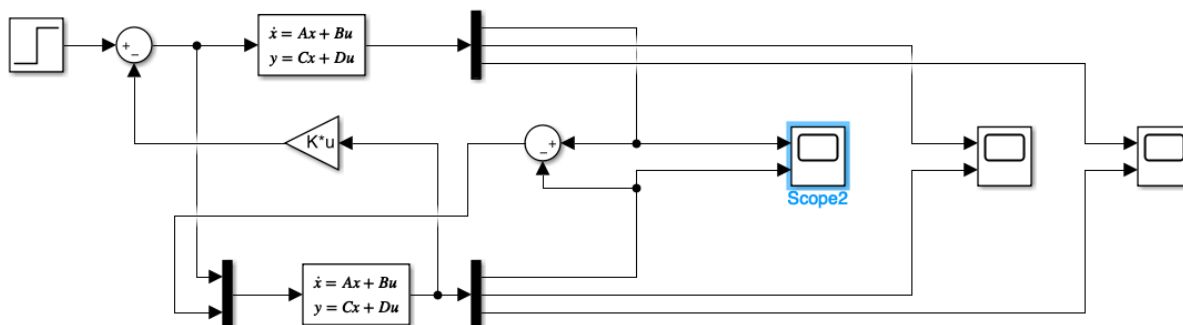 +
−
ẋ = Ax + Bu
y = Cx + Du
K*u
−
+
−
Scope2
ẋ = Ax + Bu
y = Cx + Du